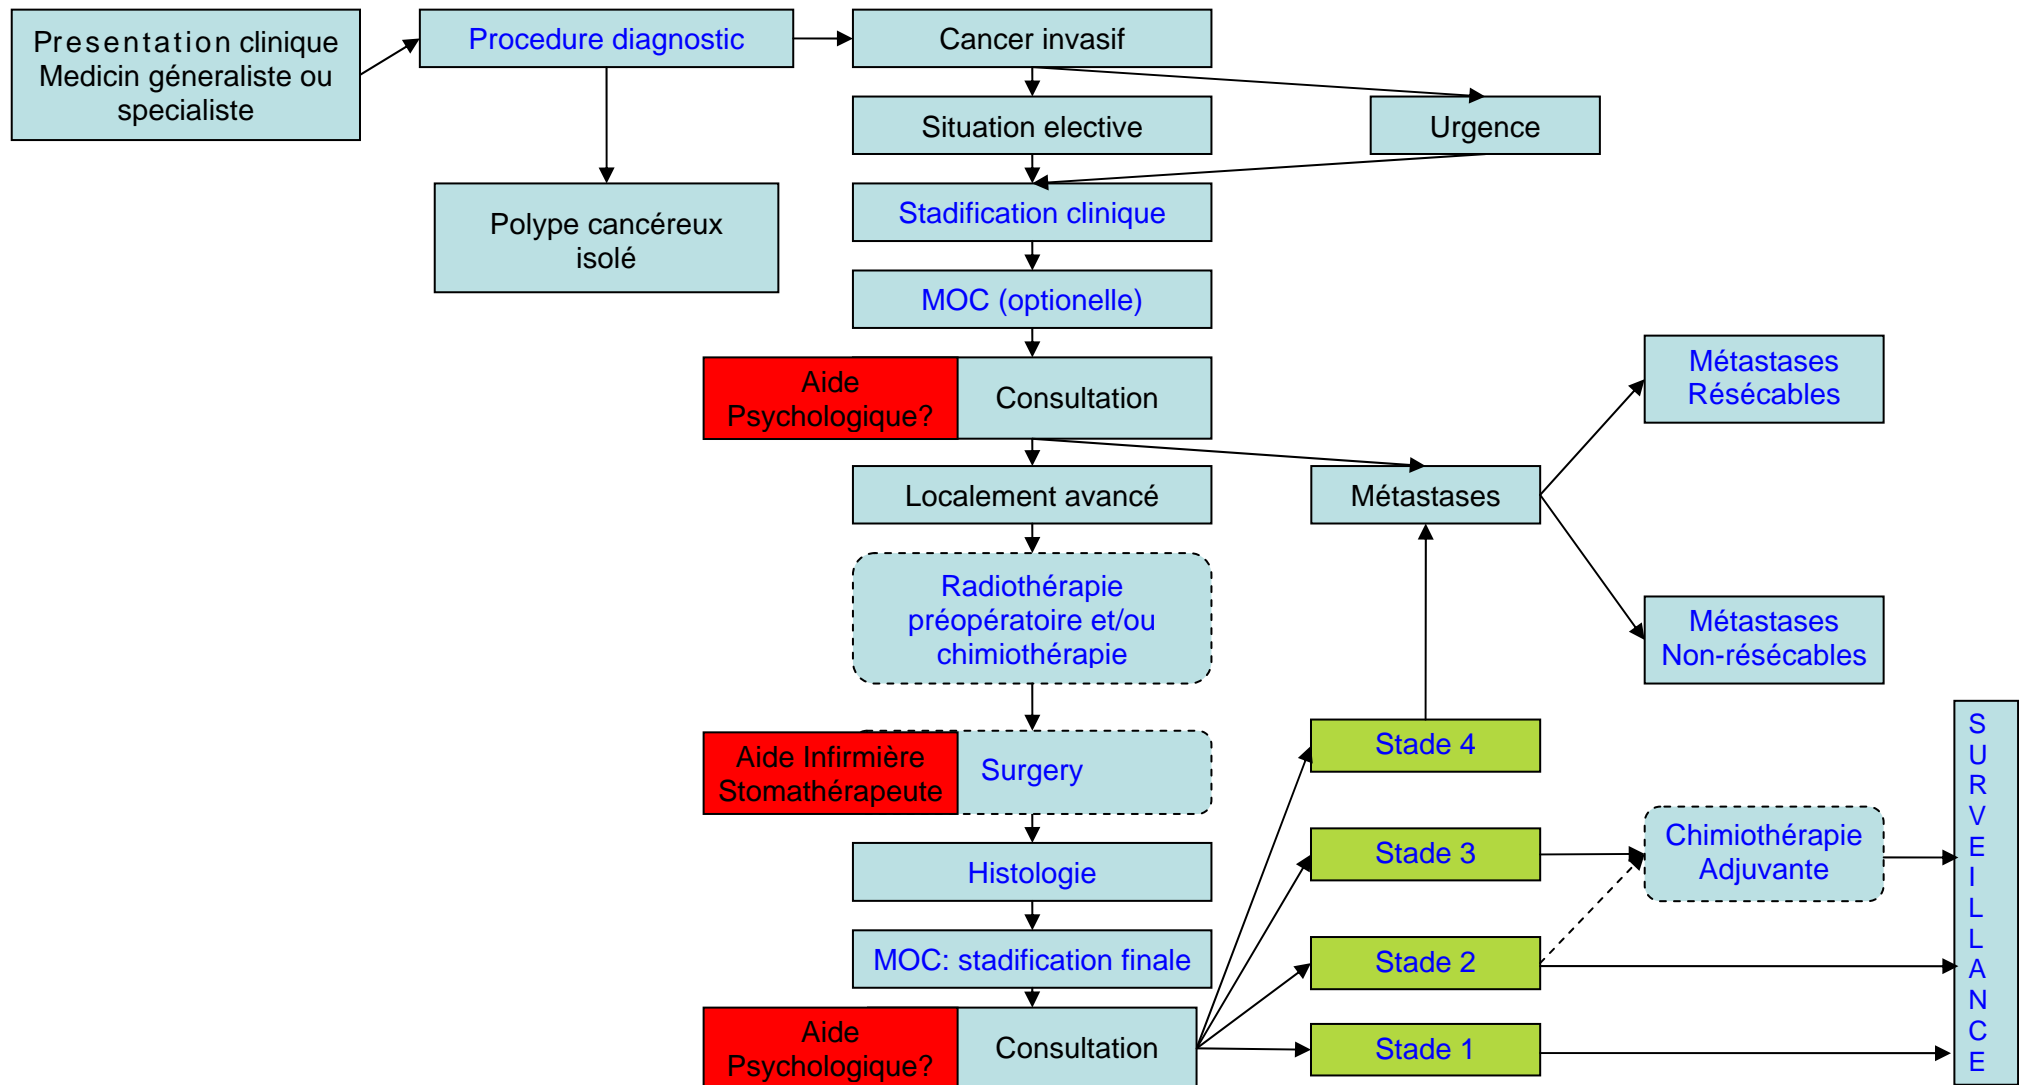 Presentation clinique
Medicin géneraliste ou
specialiste
Procedure diagnostic
Cancer invasif
Situation elective
Urgence
Polype cancéreux
isolé
Stadification clinique
MOC (optionelle)
Aide
Psychologique?
Consultation
Métastases
Résécables
Localement avancé
Métastases
Radiothérapie
préopératoire et/ou
chimiothérapie
Métastases
Non-résécables
Aide Infirmière
Stomathérapeute
Surgery
Stade 4
Histologie
Stade 3
Chimiothérapie
Adjuvante
MOC: stadification finale
Stade 2
Aide
Psychologique?
Consultation
Stade 1
S
U
R
V
E
I
L
L
A
N
C
E